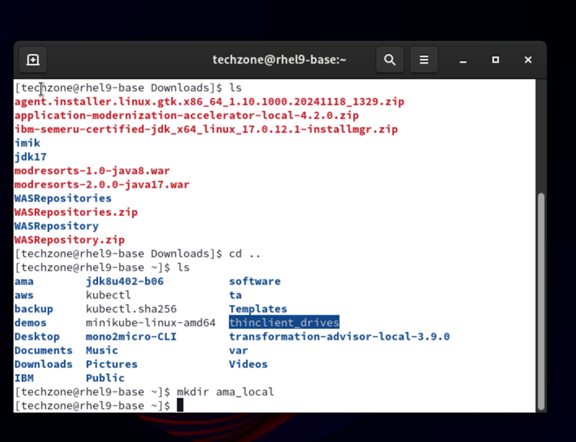 techzone@rhel9-base:~
[techzone@rhel9-base Downloads]$ ls
agent.installer.linux.gtk.x86_64_1.10.1000.20241118_1329.zip
application-modernization-accelerator-local-4.2.0.zip
ibm-semeru-certified-jdk_x64_linux_17.0.12.1-installmgr.zip
imik
jdk17
modresorts-1.0-java8.war
modresorts-2.0.0-java17.war
WASRepositories
WASRepositories.zip
WASRepository
WASRepository.zip
[techzone@rhel9-base Downloads]$ cd ..
[techzone@rhel9-base ~]$ ls
ama jdk8u402-b06 software
aws kubectl ta
backup kubectl.sha256 Templates
demos minikube-linux-amd64 thinclient_drives
Desktop mono2micro-CLI transformation-advisor-local-3.9.0
Documents Music var
Downloads Pictures Videos
IBM Public
[techzone@rhel9-base ~]$ mkdir ama_local
[techzone@rhel9-base ~]$